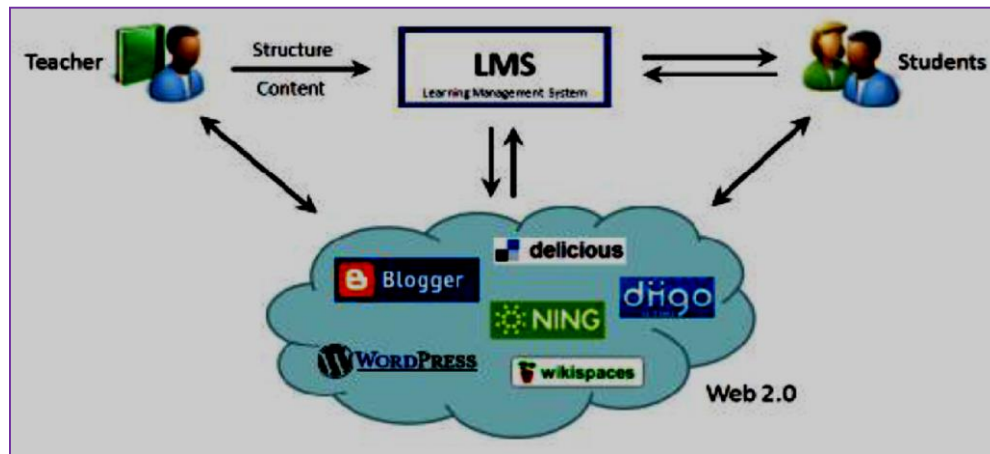 Teacher
Structure
Content
LMS
Learning Management System
Students
delicious
Blogger
diigo
NING
WORDPRESS
wikispaces
Web 2.0